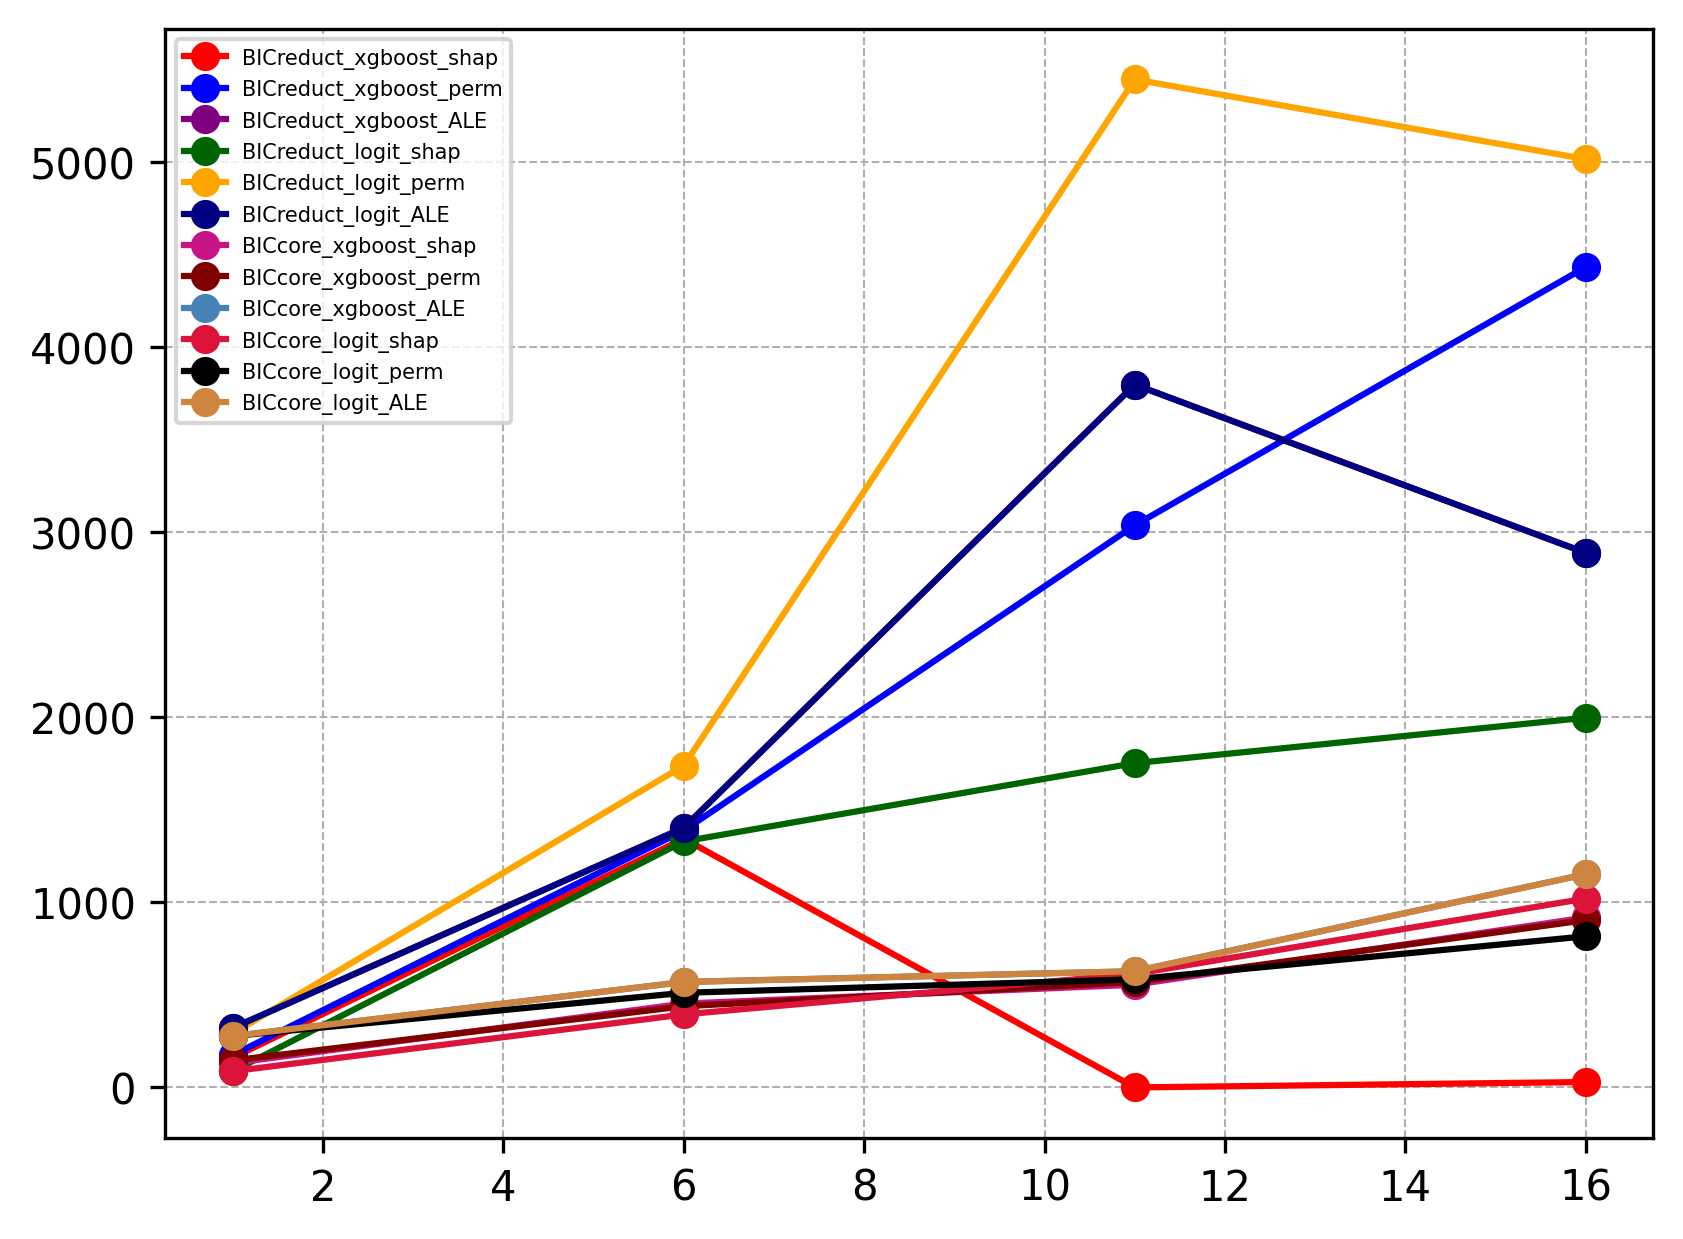 BICreduct_xgboost_shap
BICreduct_xgboost_perm
BICreduct_xgboost_ALE
BICreduct_logit_shap
BICreduct_logit_perm
BICreduct_logit_ALE
BICcore_xgboost_shap
BICcore_xgboost_perm
BICcore_xgboost_ALE
BICcore_logit_shap
BICcore_logit_perm
BICcore_logit_ALE
5000
4000
3000
2000
1000
0
2 4 6 8 10 12 14 16